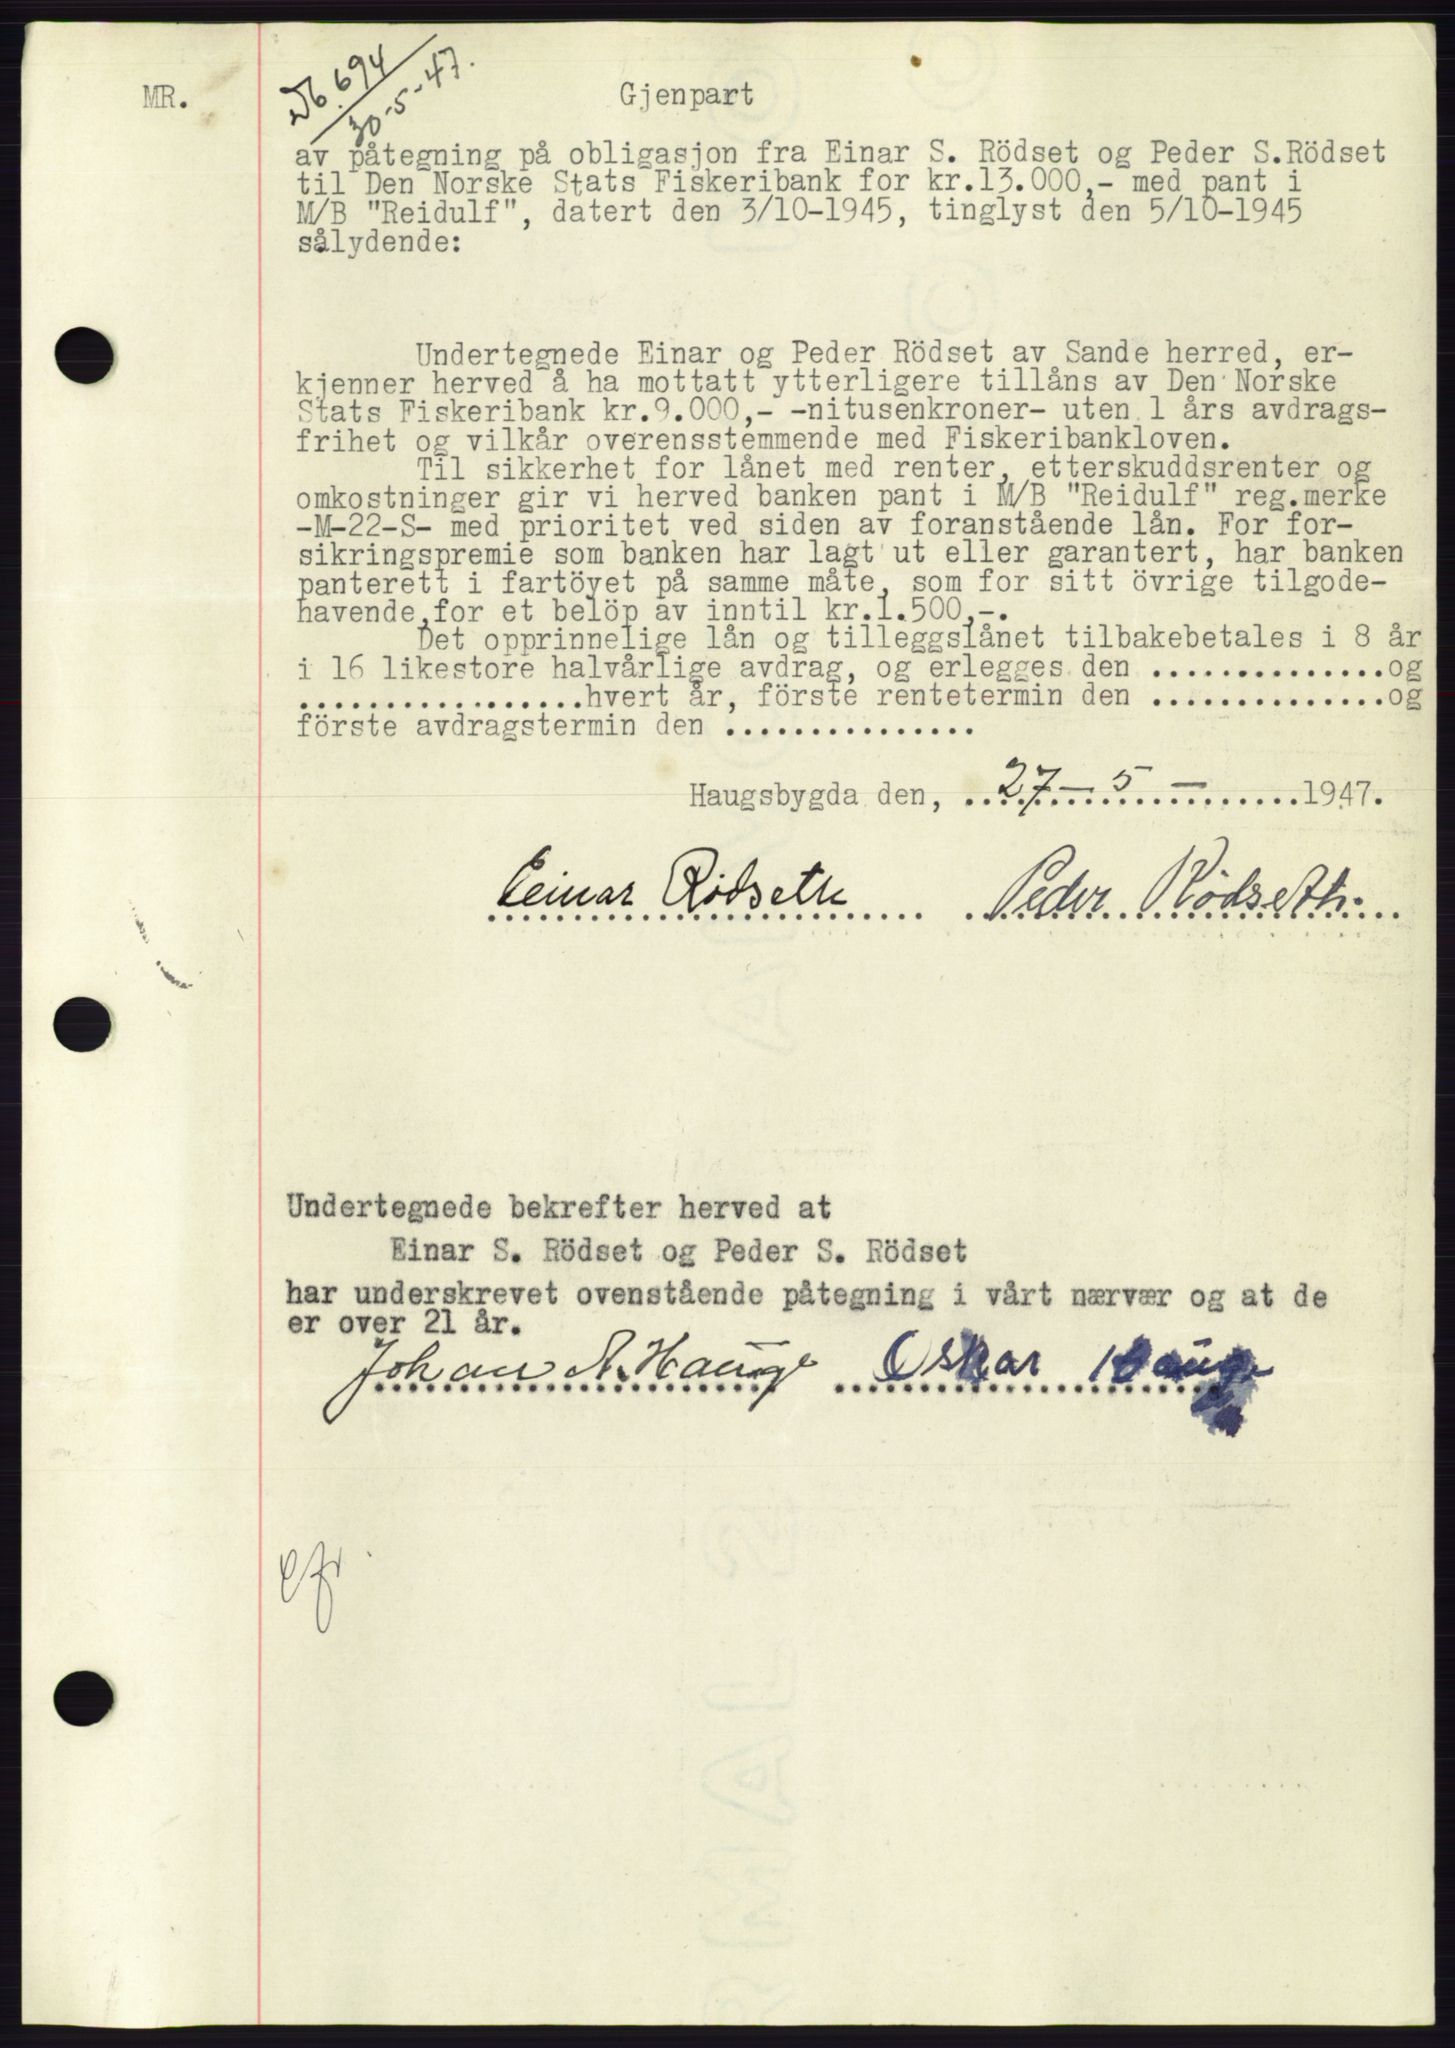 MR.
694
30-5-47.
Gjenpart
av påtegning på obligasjon fra Einar S. Rödset og Peder S.Rödset
til Den Norske Stats Fiskeribank for kr.13.000,- med pant i
M/B "Reidulf", datert den 3/10-1945, tinglyst den 5/10-1945
sålydende:
Undertegnede Einar og Peder Rödset av Sande herred, er-
kjenner herved å ha mottatt ytterligere tillåns av Den Norske
Stats Fiskeribank kr.9.000,- -nitusenkroner- uten 1 års avdrags-
frihet og vilkår overensstemmende med Fiskeribankloven.
Til sikkerhet for lånet med renter, etterskuddsrenter og
omkostninger gir vi herved banken pant i M/B "Reidulf" reg.merke
-M-22-S- med prioritet ved siden av foranstående lån. For for-
sikringspremie som banken har lagt ut eller garantert, har banken
panterett i fartöyet på samme måte, som for sitt övrige tilgode-
havende,for et belöp av inntil kr.1.500,-.
Det opprinnelige lån og tilleggslånet tilbakebetales i 8 år
i 16 likestore halvårlige avdrag, og erlegges den ..............og
.................hvert år, förste rentetermin den ..............og
förste avdragstermin den ...............
Haugsbygda den, 27-5- 1947.
Einar Rødseth Peder Rødseth.
Undertegnede bekrefter herved at
Einar S. Rödset og Peder S. Rödset
har underskrevet ovenstående påtegning i vårt nærvær og at de
er over 21 år.
Johan A. Hauge Oskar Hauge